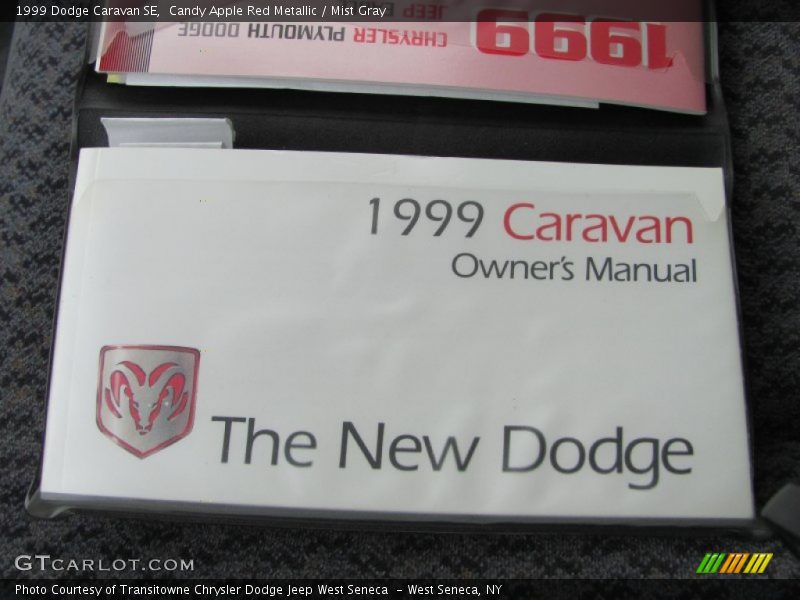 1999 Dodge Caravan SE, Candy Apple Red Metallic / Mist Gray
JEEP
CHRYSLER PLYMOUTH DODGE
1999
1999 Caravan
Owner's Manual
The New Dodge
GTCARLOT.COM
Photo Courtesy of Transitowne Chrysler Dodge Jeep West Seneca - West Seneca, NY